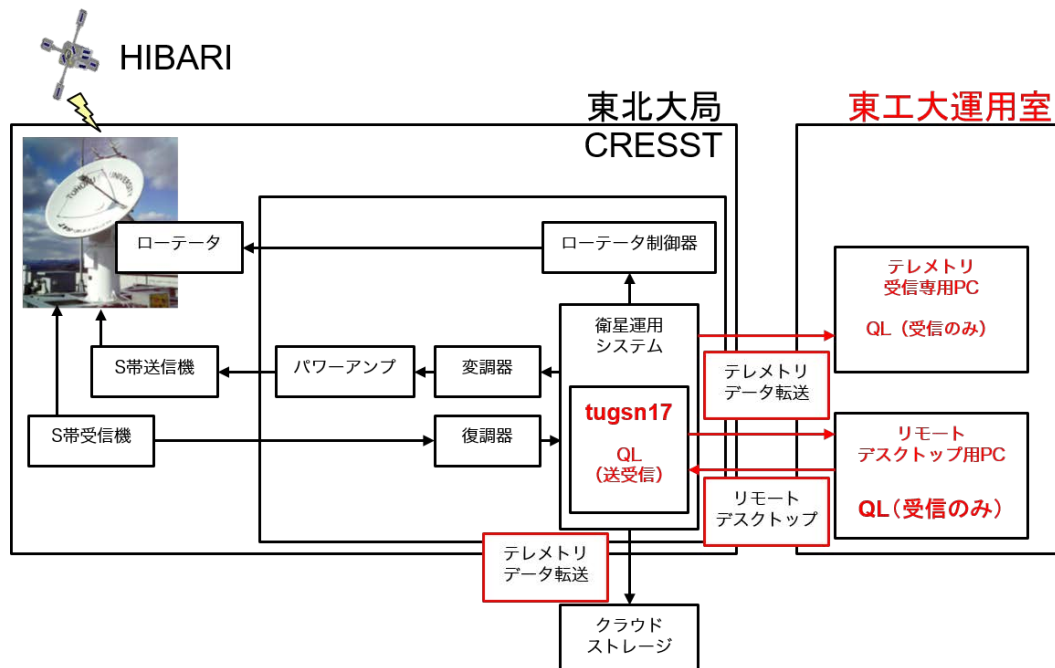 HIBARI
東北大局
CRESST
東工大運用室
TOHOKU UNIVERSITY
ローテータ
ローテータ制御器
テレメトリ
受信専用PC
QL(受信のみ)
衛星運用
システム
S帯送信機
パワーアンプ
変調器
テレメトリ
データ転送
tugsn17
QL
(送受信)
S帯受信機
復調器
リモート
デスクトップ用PC
QL(受信のみ)
リモート
デスクトップ
テレメトリ
データ転送
クラウド
ストレージ